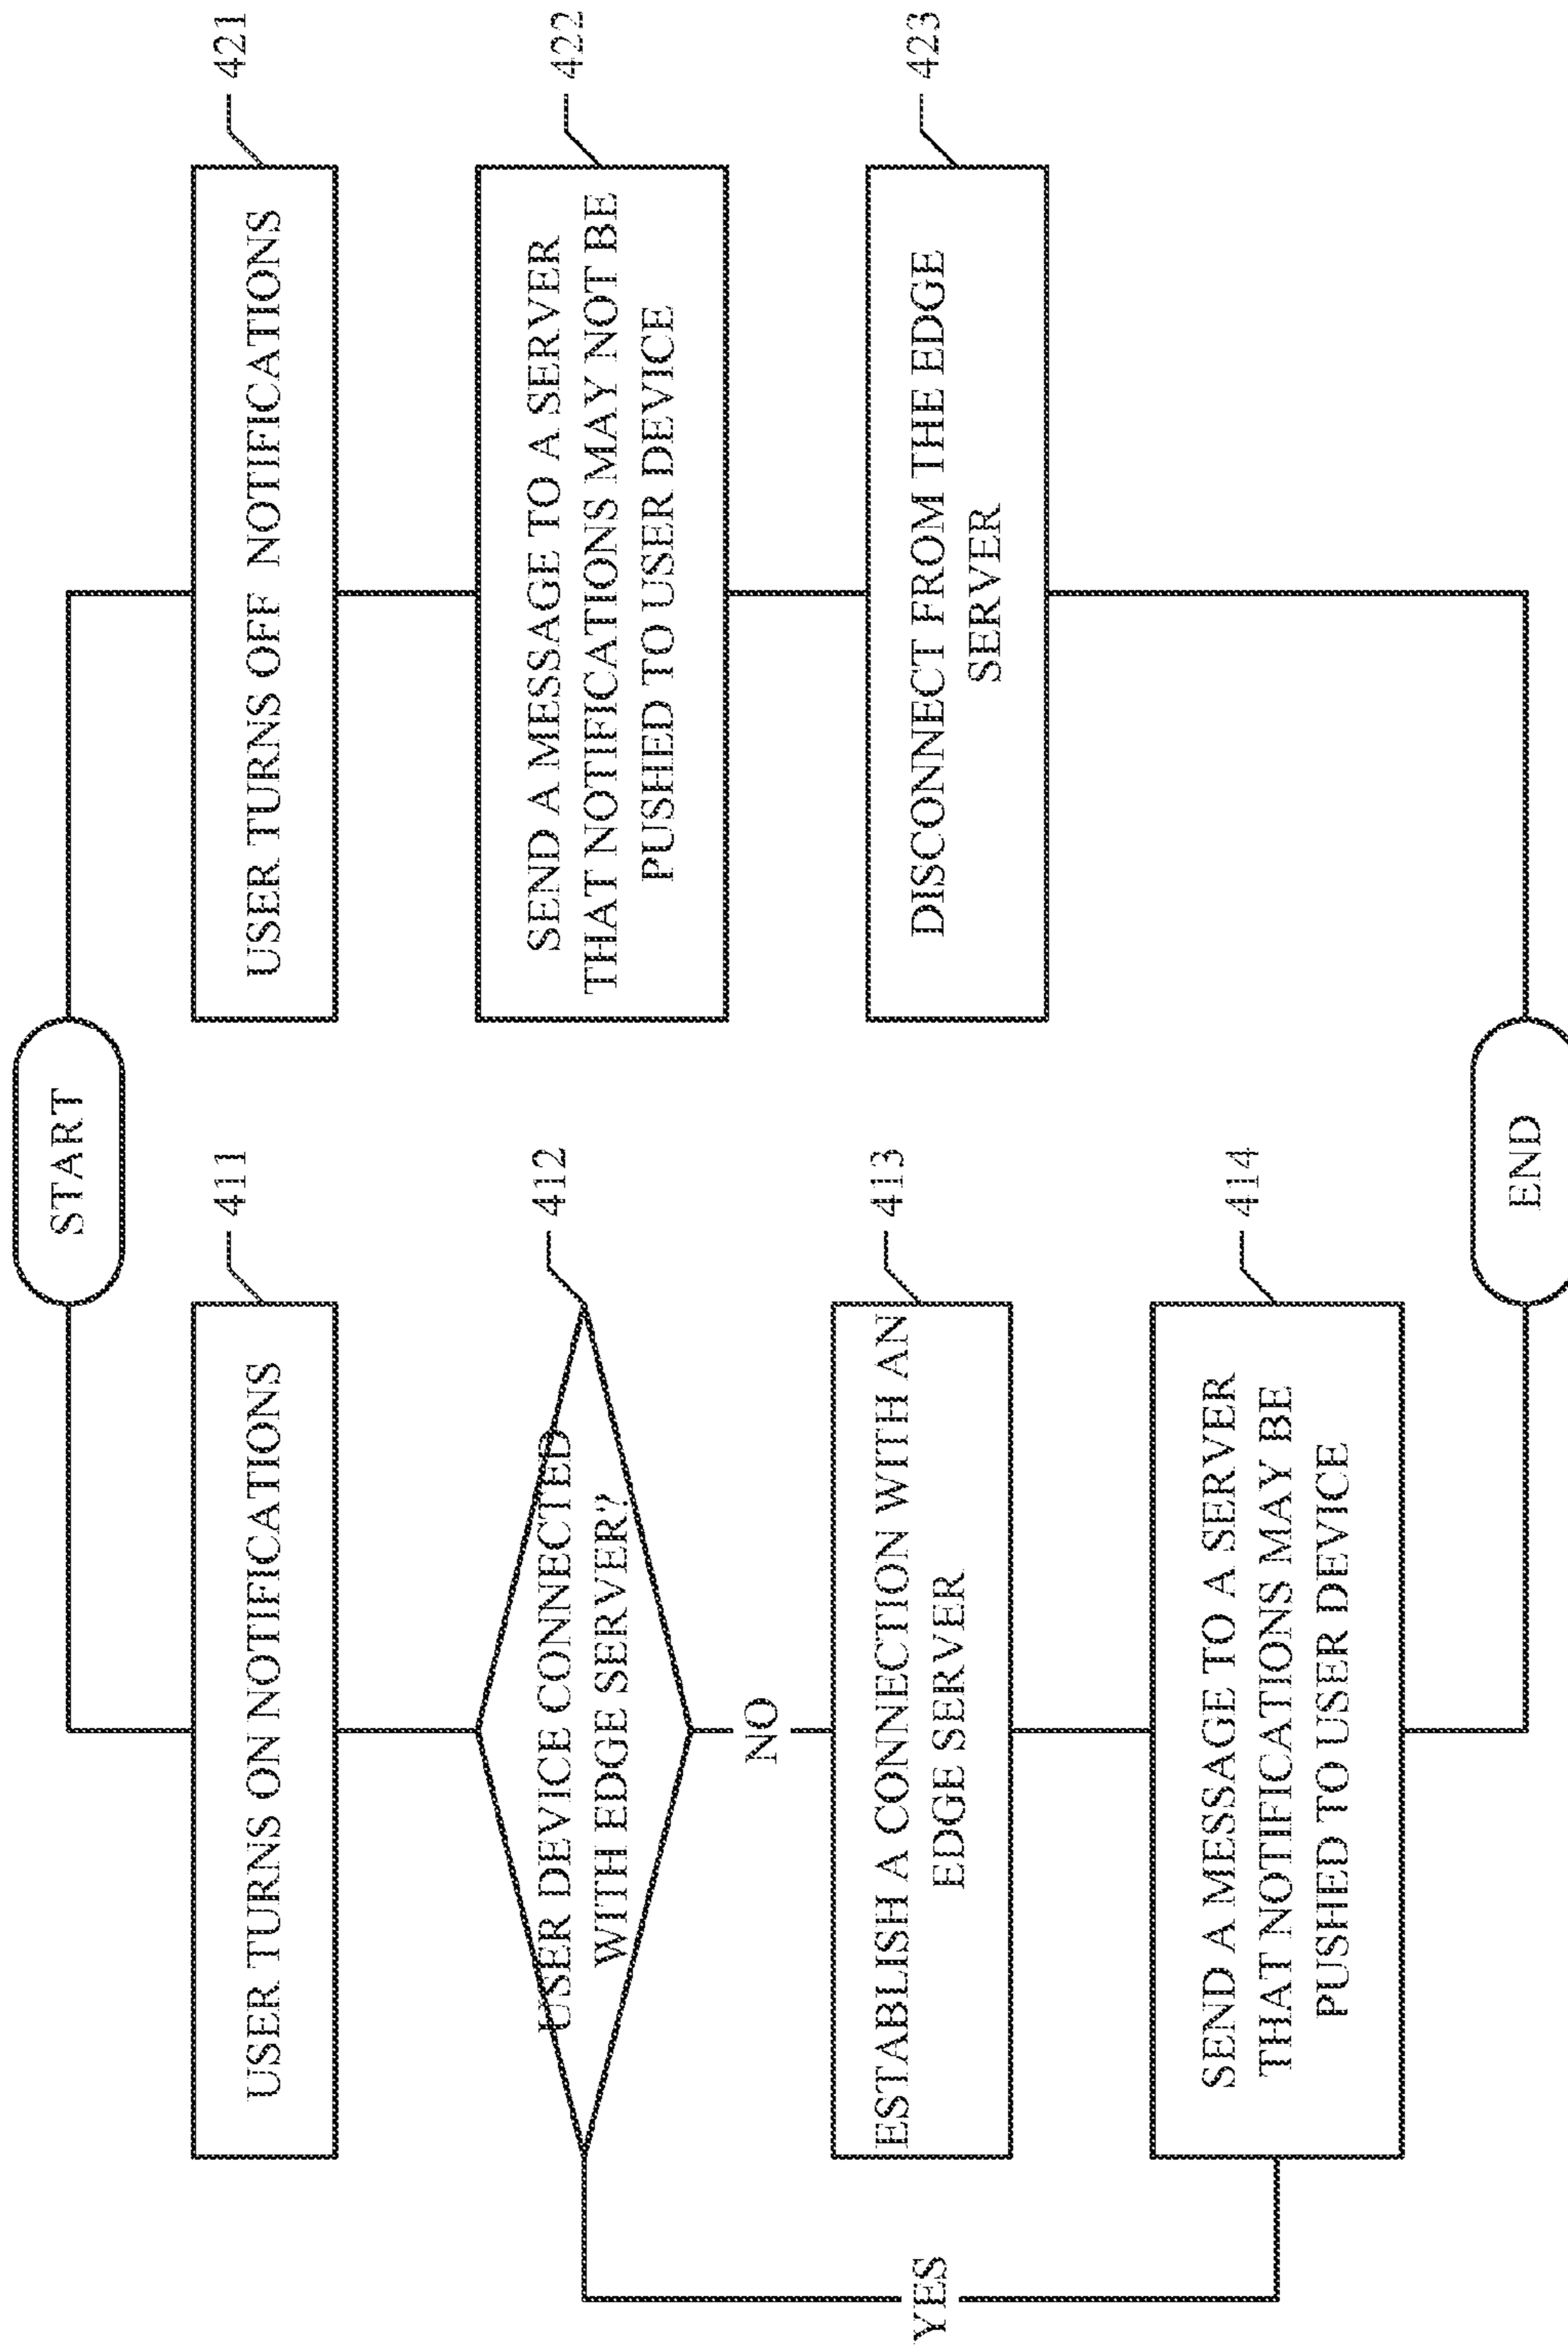 START
USER TURNS ON NOTIFICATIONS
411
USER DEVICE CONNECTED
WITH EDGE SERVER?
412
NO
YES
ESTABLISH A CONNECTION WITH AN
EDGE SERVER
413
SEND A MESSAGE TO A SERVER
THAT NOTIFICATIONS MAY BE
PUSHED TO USER DEVICE
414
USER TURNS OFF NOTIFICATIONS
421
SEND A MESSAGE TO A SERVER
THAT NOTIFICATIONS MAY NOT BE
PUSHED TO USER DEVICE
422
DISCONNECT FROM THE EDGE
SERVER
423
END